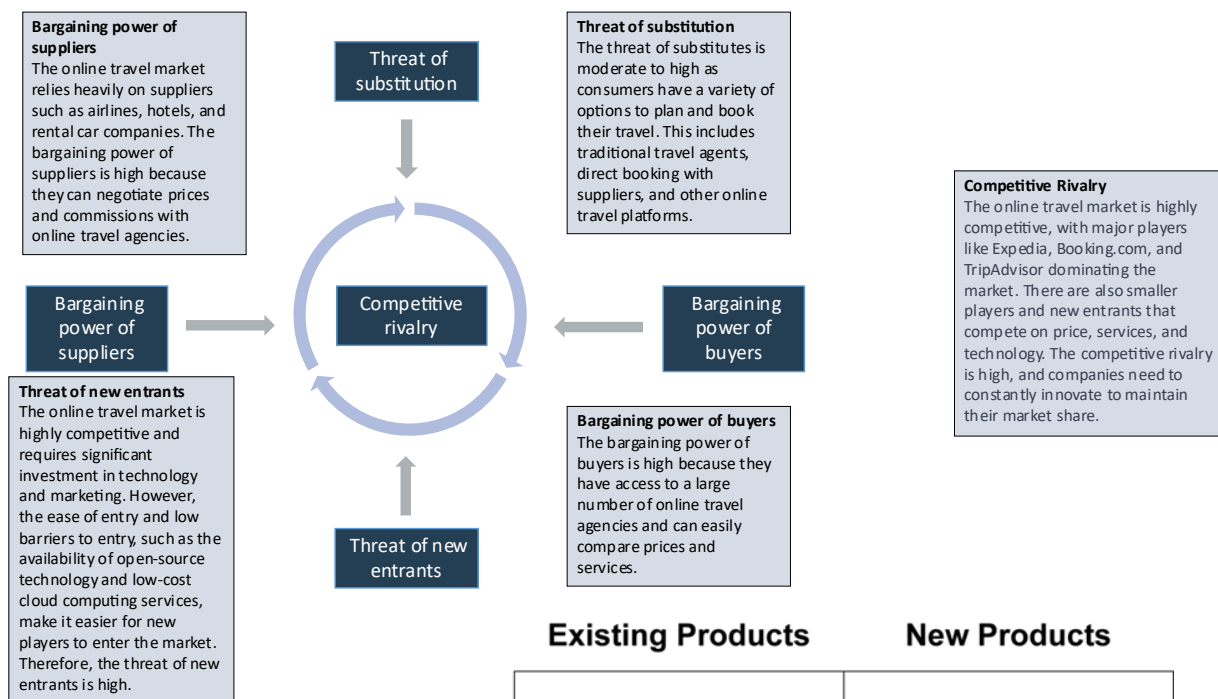 Bargaining power of
suppliers
The online travel market
relies heavily on suppliers
such as airlines, hotels, and
rental car companies. The
bargaining power of
suppliers is high because
they can negotiate prices
and commissions with
online travel agencies.
Threat of
substitution
Threat of substitution
The threat of substitutes is
moderate to high as
consumers have a variety of
options to plan and book
their travel. This includes
traditional travel agents,
direct booking with
suppliers, and other online
travel platforms.
Competitive Rivalry
The online travel market is highly
competitive, with major players
like Expedia, Booking.com, and
TripAdvisor dominating the
market. There are also smaller
players and new entrants that
compete on price, services, and
technology. The competitive rivalry
is high, and companies need to
constantly innovate to maintain
their market share.
Bargaining
power of
suppliers
Competitive
rivalry
Bargaining
power of
buyers
Threat of new entrants
The online travel market is
highly competitive and
requires significant
investment in technology
and marketing. However,
the ease of entry and low
barriers to entry, such as the
availability of open-source
technology and low-cost
cloud computing services,
make it easier for new
players to enter the market.
Therefore, the threat of new
entrants is high.
Threat of new
entrants
Bargaining power of buyers
The bargaining power of
buyers is high because they
have access to a large
number of online travel
agencies and can easily
compare prices and
services.
Existing Products
New Products